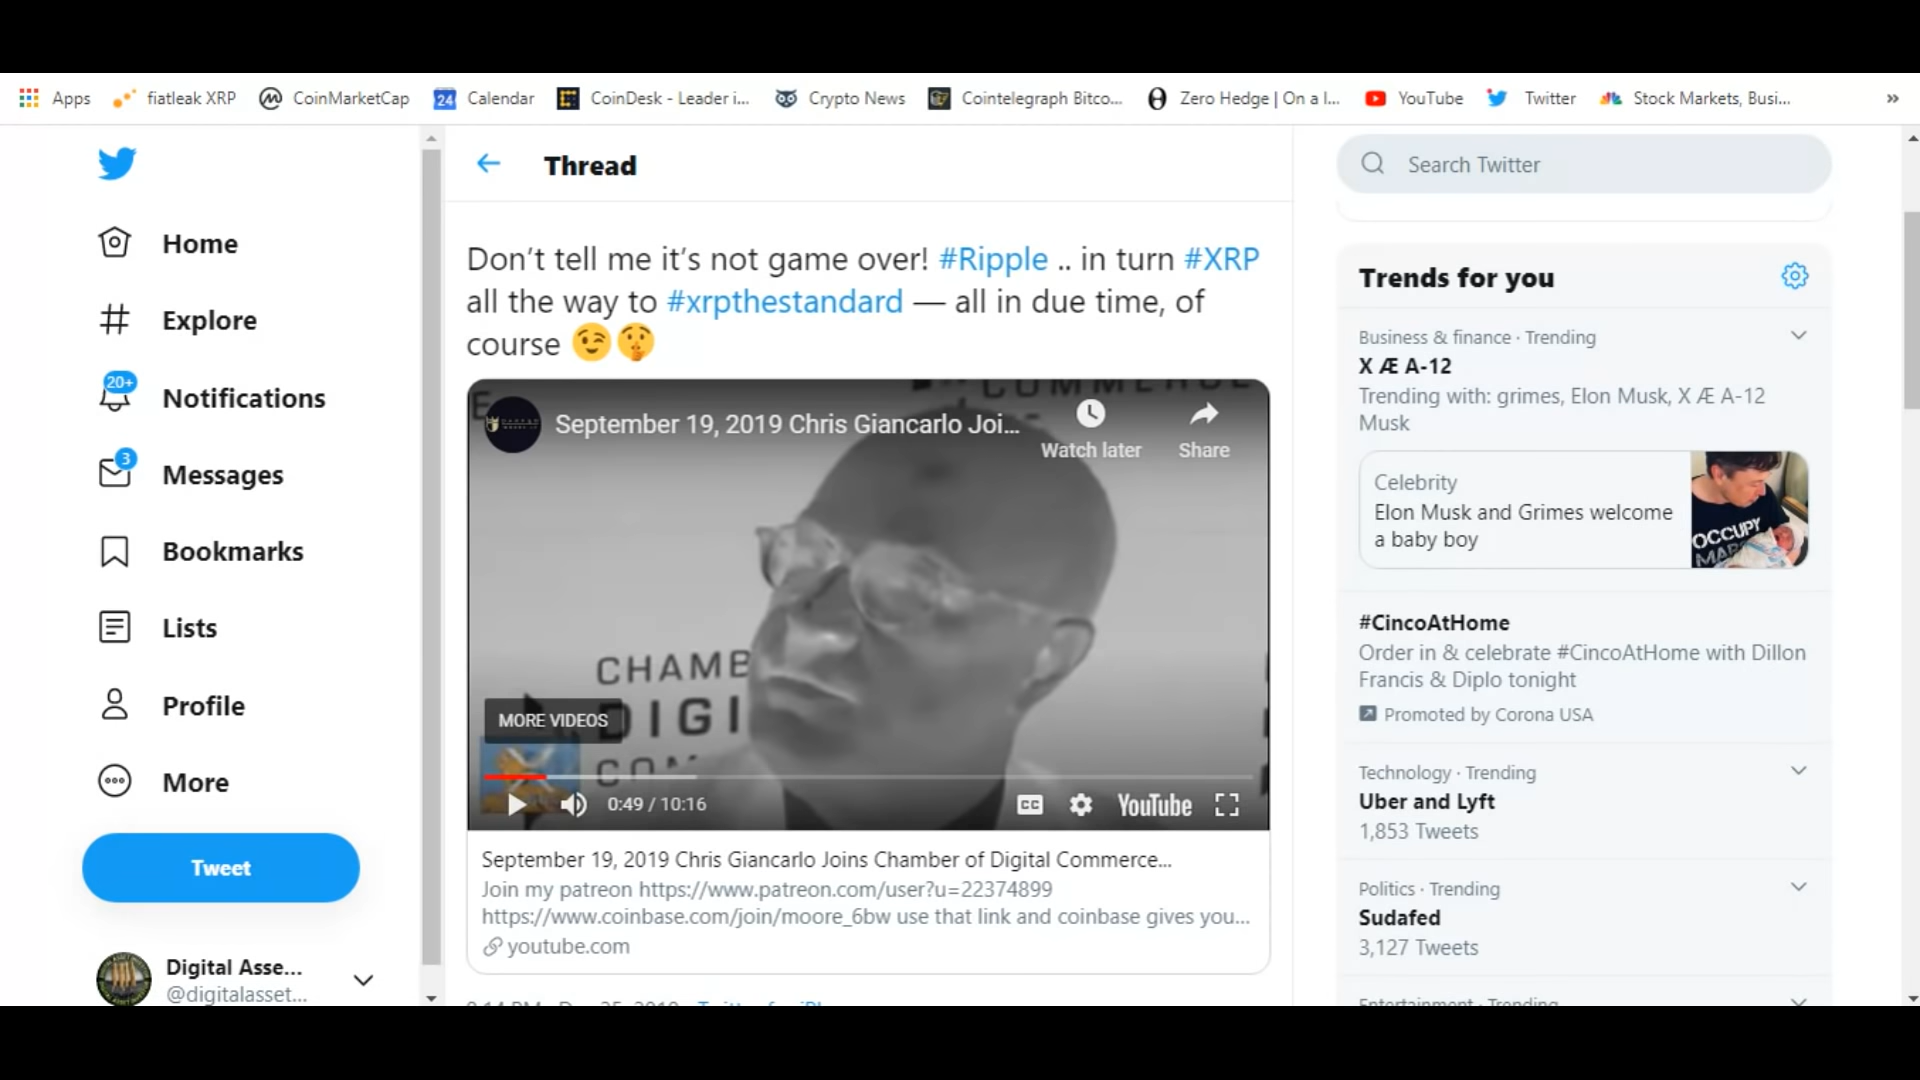 Apps
fiatleak XRP
CoinMarketCap
24
Calendar
CoinDesk - Leader i...
Crypto News
Cointelegraph Bitco...
Zero Hedge | On a l...
YouTube
Twitter
Stock Markets, Busi...
»
Home
Explore
20+
Notifications
3
Messages
Bookmarks
Lists
Profile
More
Tweet
Digital Asse...
@digitalasset...
Thread
Don’t tell me it’s not game over! #Ripple .. in turn #XRP
all the way to #xrpthestandard — all in due time, of
course 😉🤫
COMMERCE
E
September 19, 2019 Chris Giancarlo Joi...
Watch later
Share
CHAMB
DIGI
COM
MORE VIDEOS
0:49 / 10:16
CC
YouTube
September 19, 2019 Chris Giancarlo Joins Chamber of Digital Commerce...
Join my patreon https://www.patreon.com/user?u=22374899
https://www.coinbase.com/join/moore_6bw use that link and coinbase gives you...
youtube.com
Search Twitter
Trends for you
Business & finance · Trending
X Æ A-12
Trending with: grimes, Elon Musk, X Æ A-12
Musk
Celebrity
Elon Musk and Grimes welcome
a baby boy
OCCUPY
MARS
#CincoAtHome
Order in & celebrate #CincoAtHome with Dillon
Francis & Diplo tonight
Promoted by Corona USA
Technology · Trending
Uber and Lyft
1,853 Tweets
Politics · Trending
Sudafed
3,127 Tweets
Entertainment · Trending